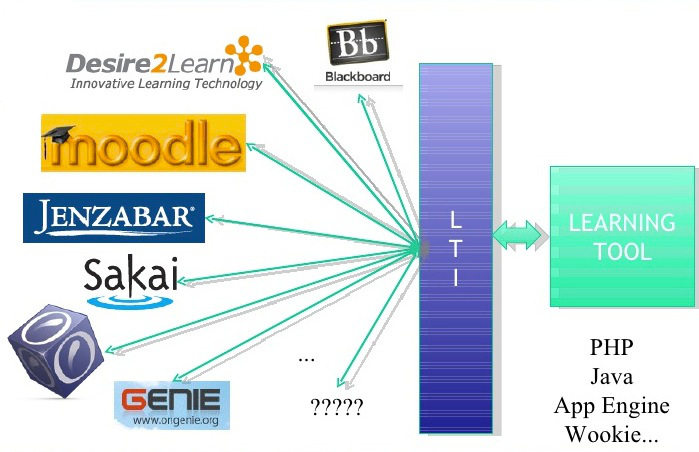 Desire2Learn
Innovative Learning Technology
Bb
Blackboard
moodle
JENZABAR®
Sakai
GENIE
www.ongenie.org
...
?????
L
T
I
LEARNING
TOOL
PHP
Java
App Engine
Wookie...